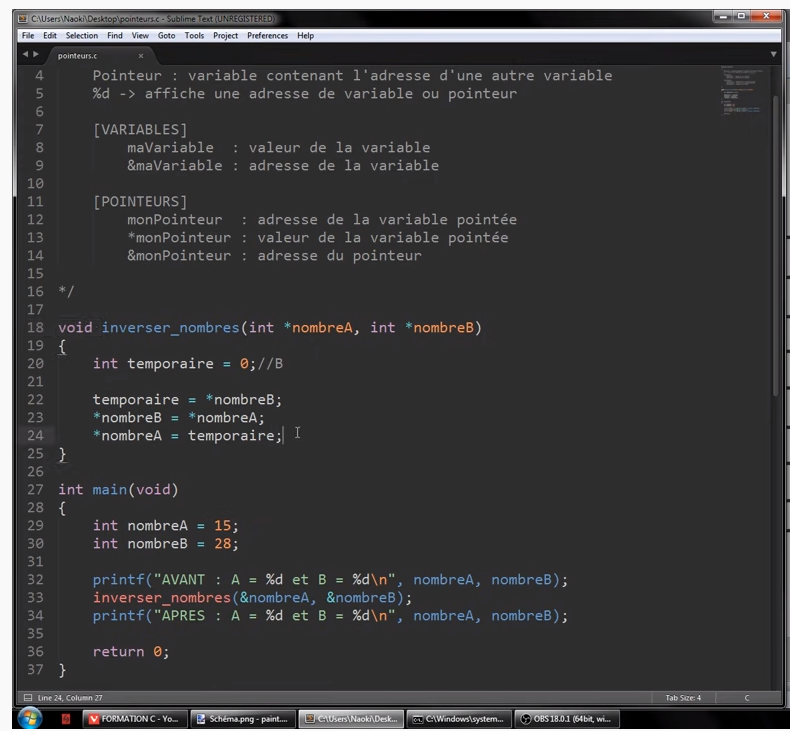 C:\Users\Naoki\Desktop\pointeurs.c - Sublime Text (UNREGISTERED)
File Edit Selection Find View Goto Tools Project Preferences Help
pointeurs.c ×
4 Pointeur : variable contenant l'adresse d'une autre variable
5 %d -> affiche une adresse de variable ou pointeur
6
7 [VARIABLES]
8 maVariable : valeur de la variable
9 &maVariable : adresse de la variable
10
11 [POINTEURS]
12 monPointeur : adresse de la variable pointée
13 *monPointeur : valeur de la variable pointée
14 &monPointeur : adresse du pointeur
15
16 */
17
18 void inverser_nombres(int *nombreA, int *nombreB)
19 {
20 int temporaire = 0;//B
21
22 temporaire = *nombreB;
23 *nombreB = *nombreA;
24 *nombreA = temporaire;
25 }
26
27 int main(void)
28 {
29 int nombreA = 15;
30 int nombreB = 28;
31
32 printf("AVANT : A = %d et B = %d\n", nombreA, nombreB);
33 inverser_nombres(&nombreA, &nombreB);
34 printf("APRES : A = %d et B = %d\n", nombreA, nombreB);
35
36 return 0;
37 }
Line 24, Column 27 Tab Size: 4 C
FORMATION C - Yo... Schéma.png - paint.... C:\Users\Naoki\Desk... C:\Windows\system... OBS 18.0.1 (64bit, wi...